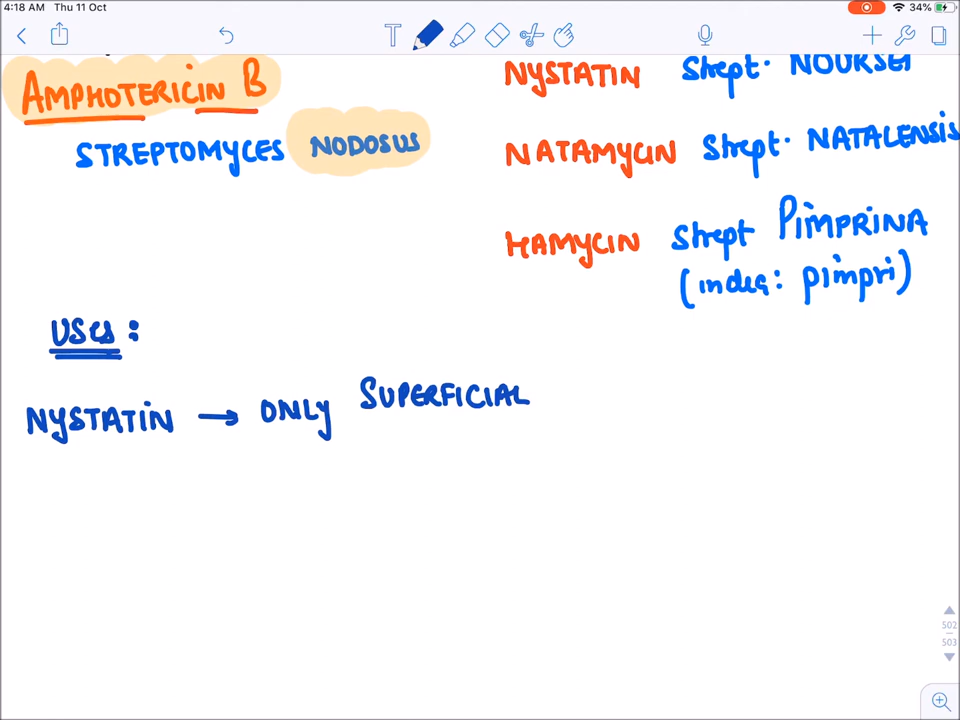 4:18 AM Thu 11 Oct 34%
T
AMPHOTERICIN B
STREPTOMYCES NODOSUS
NYSTATIN Strept. NOURSEI
NATAMYCIN Strept. NATALENSIS
HAMYCIN Strept PIMPRINA
(India: pimpri)
USES :
NYSTATIN → ONLY SUPERFICIAL
502
503